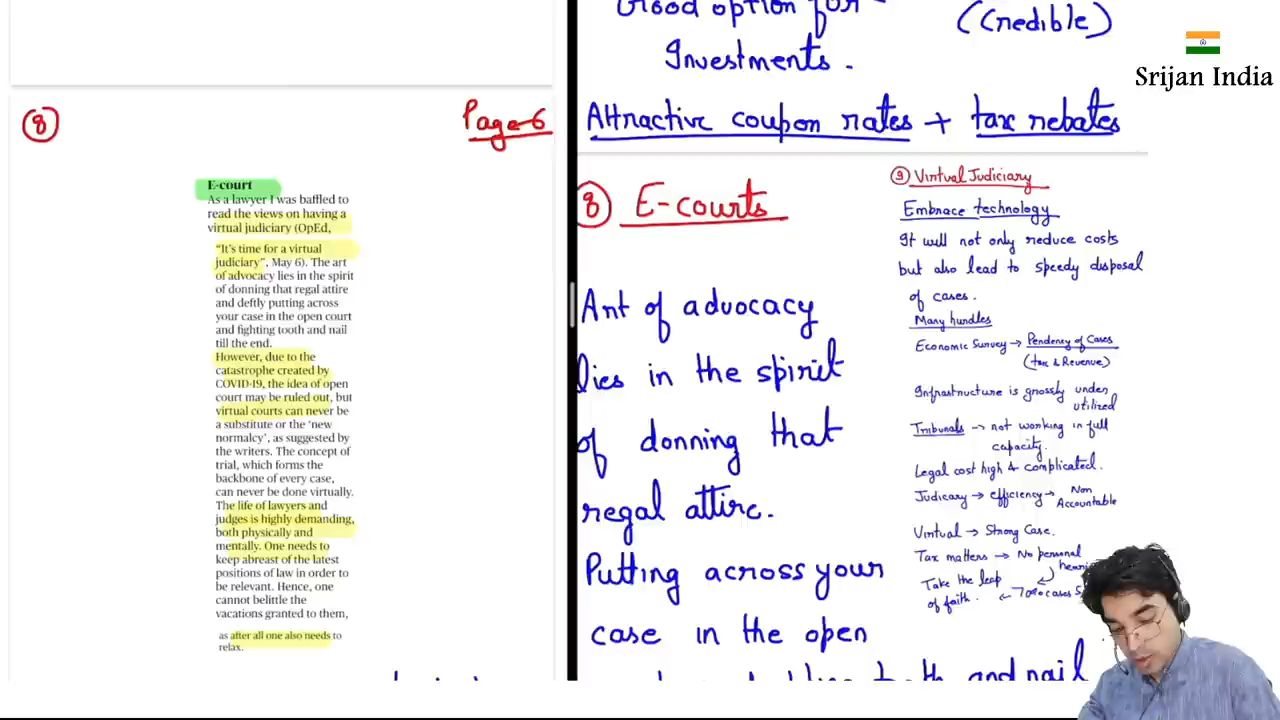 Good option for
(Credible)
Investments.
Attractive coupon rates + tax rebates
Srijan India
8
Page-6
E-court
As a lawyer I was baffled to
read the views on having a
virtual judiciary (OpEd,
“It's time for a virtual
judiciary”, May 6). The art
of advocacy lies in the spirit
of donning that regal attire
and deftly putting across
your case in the open court
and fighting tooth and nail
till the end.
However, due to the
catastrophe created by
COVID-19, the idea of open
court may be ruled out, but
virtual courts can never be
a substitute or the ‘new
normalcy’, as suggested by
the writers. The concept of
trial, which forms the
backbone of every case,
can never be done virtually.
The life of lawyers and
judges is highly demanding,
both physically and
mentally. One needs to
keep abreast of the latest
positions of law in order to
be relevant. Hence, one
cannot belittle the
vacations granted to them,
as after all one also needs to
relax.
8 E-courts
Art of advocacy
lies in the spirit
of donning that
regal attire.
Putting across your
case in the open
tooth and nail
9 Virtual Judiciary
Embrace technology
It will not only reduce costs
but also lead to speedy disposal
of cases.
Many hurdles
Economic Survey → Pendency of Cases
(tax & Revenue)
Infrastructure is grossly under
utilized
Tribunals → not working in full
capacity.
Legal cost high & complicated.
Judicary → efficiency → Non
Accountable
Virtual → Strong Case.
Tax matters → No personal
Take the leap
of faith. ← 70% cases